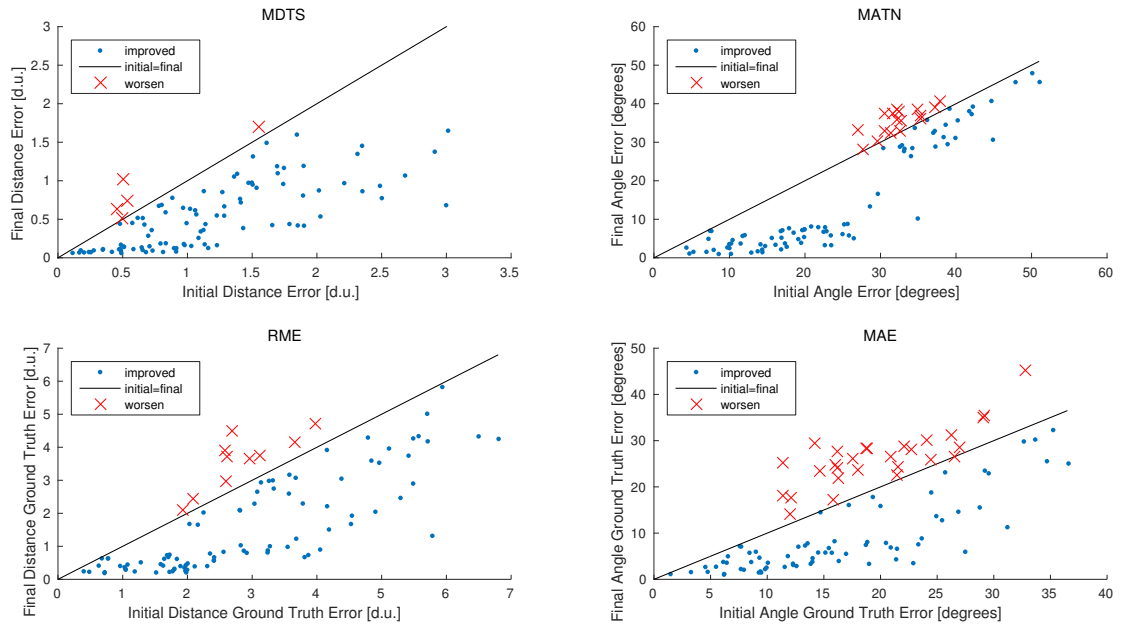 MDTS
3
2.5
2
1.5
1
0.5
0
0
0.5
1
1.5
2
2.5
3
3.5
Final Distance Error [d.u.]
Initial Distance Error [d.u.]
improved
initial=final
worsen
MATN
60
50
40
30
20
10
0
0
10
20
30
40
50
60
Final Angle Error [degrees]
Initial Angle Error [degrees]
improved
initial=final
worsen
RME
7
6
5
4
3
2
1
0
0
1
2
3
4
5
6
7
Final Distance Ground Truth Error [d.u.]
Initial Distance Ground Truth Error [d.u.]
improved
initial=final
worsen
MAE
50
40
30
20
10
0
0
5
10
15
20
25
30
35
40
Final Angle Ground Truth Error [degrees]
Initial Angle Ground Truth Error [degrees]
improved
initial=final
worsen